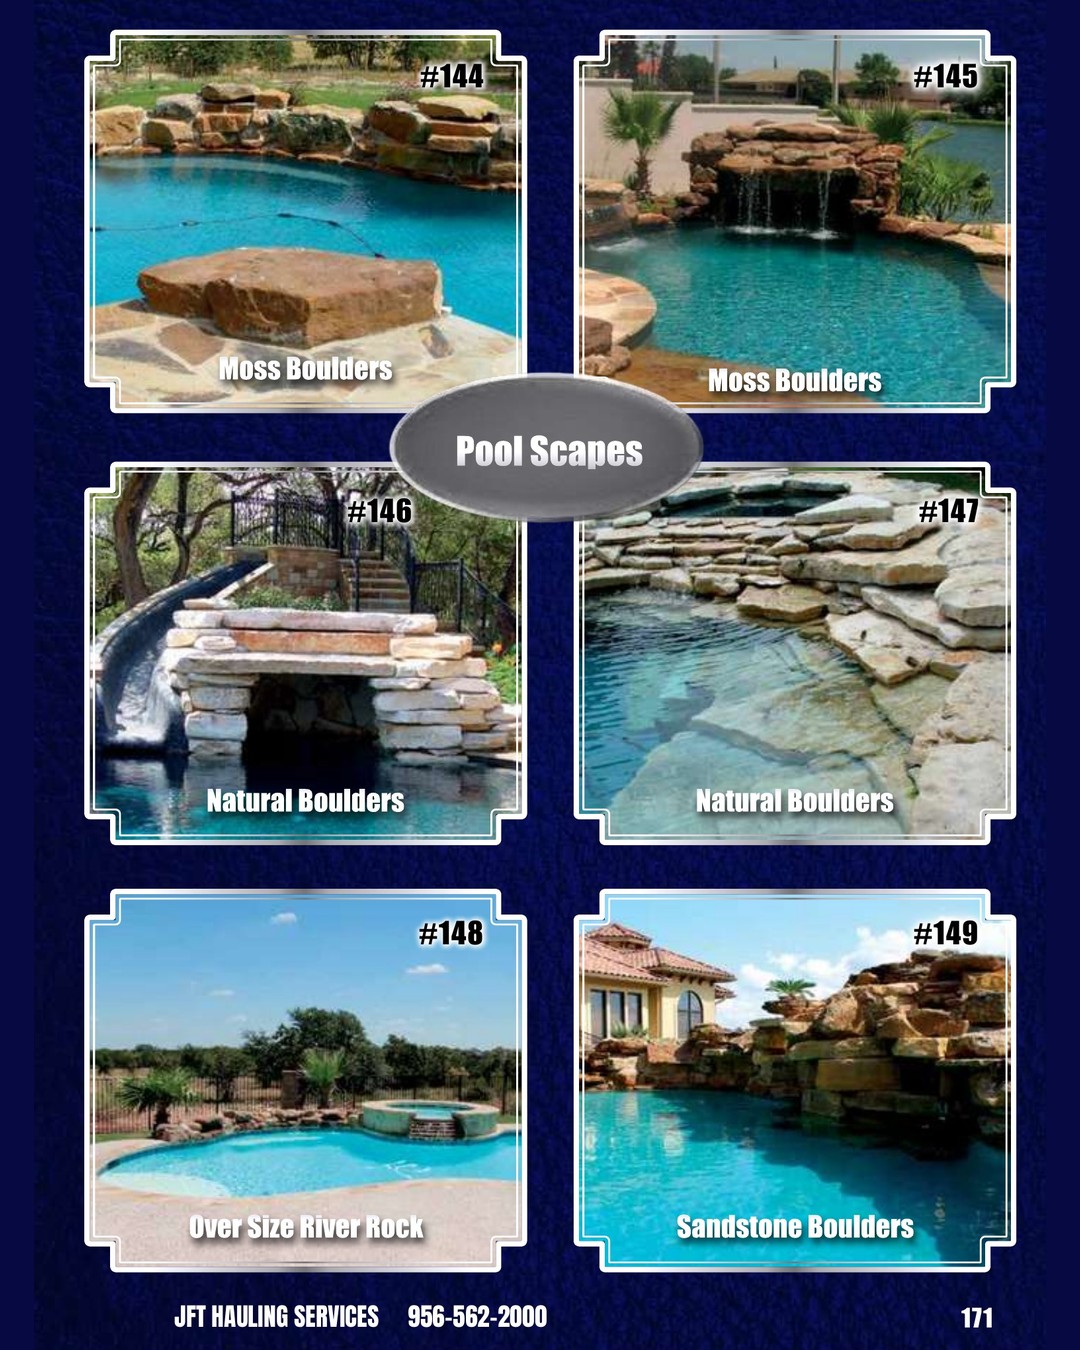 #144
Moss Boulders
#145
Moss Boulders
Pool Scapes
#146
Natural Boulders
#147
Natural Boulders
#148
Over Size River Rock
#149
Sandstone Boulders
JFT HAULING SERVICES 956-562-2000
171